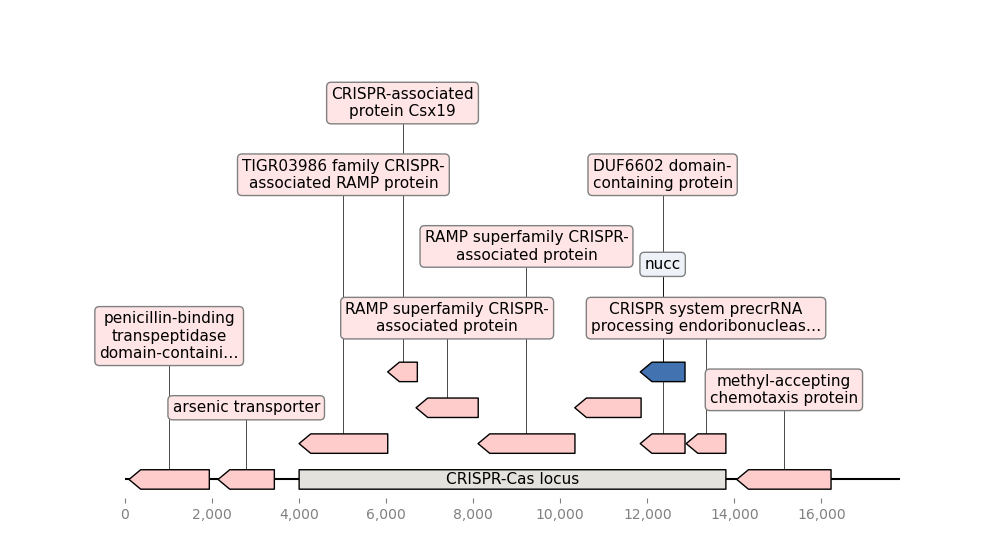 CRISPR-associated
protein Csx19
TIGR03986 family CRISPR-
associated RAMP protein
DUF6602 domain-
containing protein
RAMP superfamily CRISPR-
associated protein
nucc
penicillin-binding
transpeptidase
domain-containi…
RAMP superfamily CRISPR-
associated protein
CRISPR system precrRNA
processing endoribonucleas…
methyl-accepting
chemotaxis protein
arsenic transporter
CRISPR-Cas locus
0
2,000
4,000
6,000
8,000
10,000
12,000
14,000
16,000